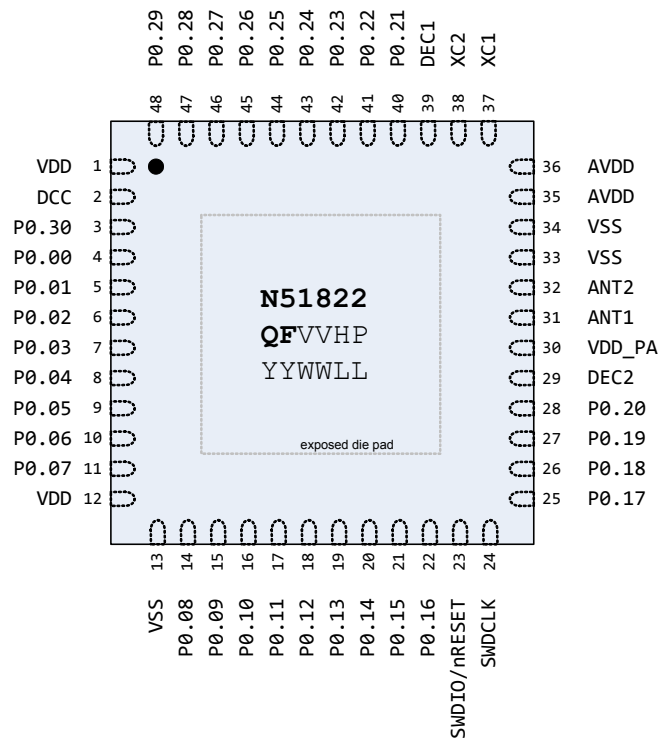 P0.29
P0.28
P0.27
P0.26
P0.25
P0.24
P0.23
P0.22
P0.21
DEC1
XC2
XC1
48
47
46
45
44
43
42
41
40
39
38
37
VDD 1
DCC 2
P0.30 3
P0.00 4
P0.01 5
P0.02 6
P0.03 7
P0.04 8
P0.05 9
P0.06 10
P0.07 11
VDD 12
N51822
QFVVHP
YYWWLL
exposed die pad
36 AVDD
35 AVDD
34 VSS
33 VSS
32 ANT2
31 ANT1
30 VDD_PA
29 DEC2
28 P0.20
27 P0.19
26 P0.18
25 P0.17
13
14
15
16
17
18
19
20
21
22
23
24
VSS
P0.08
P0.09
P0.10
P0.11
P0.12
P0.13
P0.14
P0.15
P0.16
SWDIO/nRESET
SWDCLK